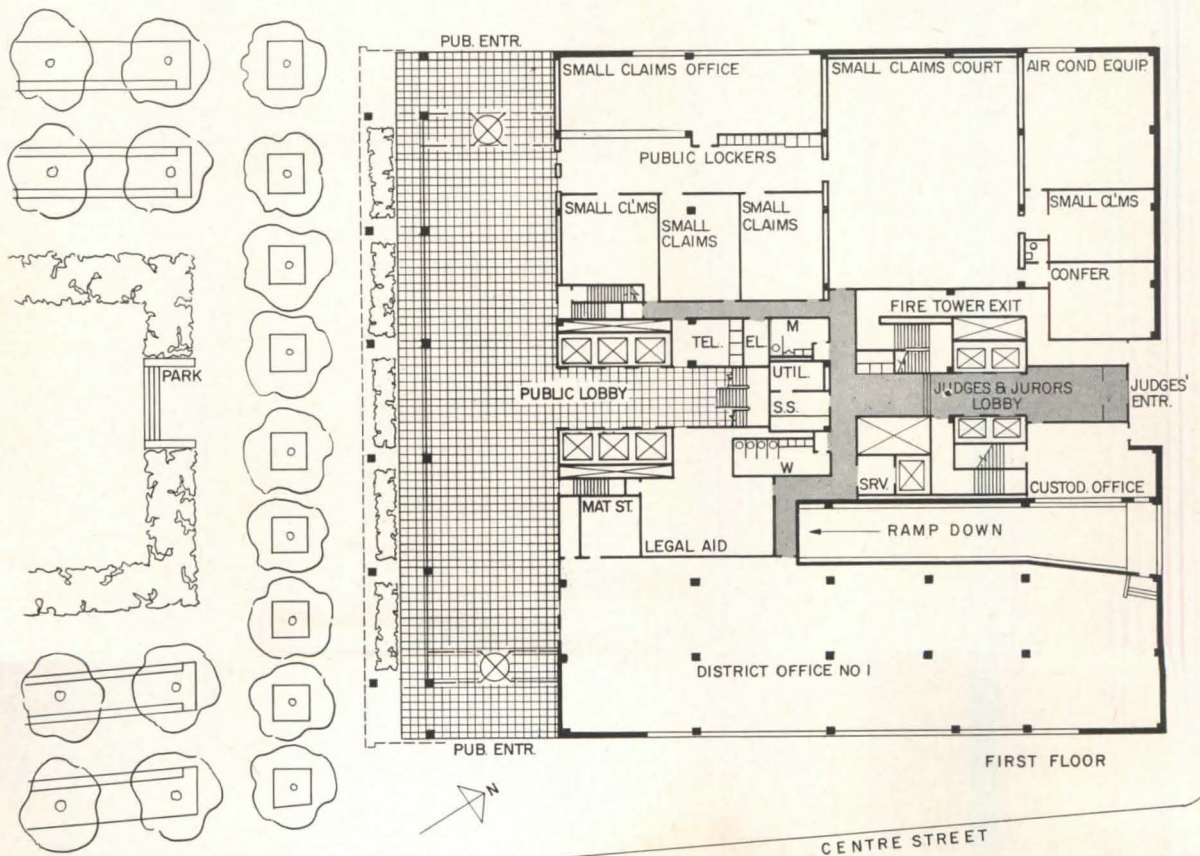 PUB. ENTR.
SMALL CLAIMS OFFICE
SMALL CLAIMS COURT
AIR COND EQUIP.
PUBLIC LOCKERS
SMALL CL'MS
SMALL
CLAIMS
SMALL
CLAIMS
SMALL CL'MS
CONFER.
FIRE TOWER EXIT
TEL.
EL.
M
UTIL.
S.S.
PARK
PUBLIC LOBBY
JUDGES & JURORS
LOBBY
JUDGES'
ENTR.
W
SRV.
CUSTOD. OFFICE
MAT ST.
LEGAL AID
RAMP DOWN
DISTRICT OFFICE NO 1
PUB. ENTR.
N
FIRST FLOOR
CENTRE STREET